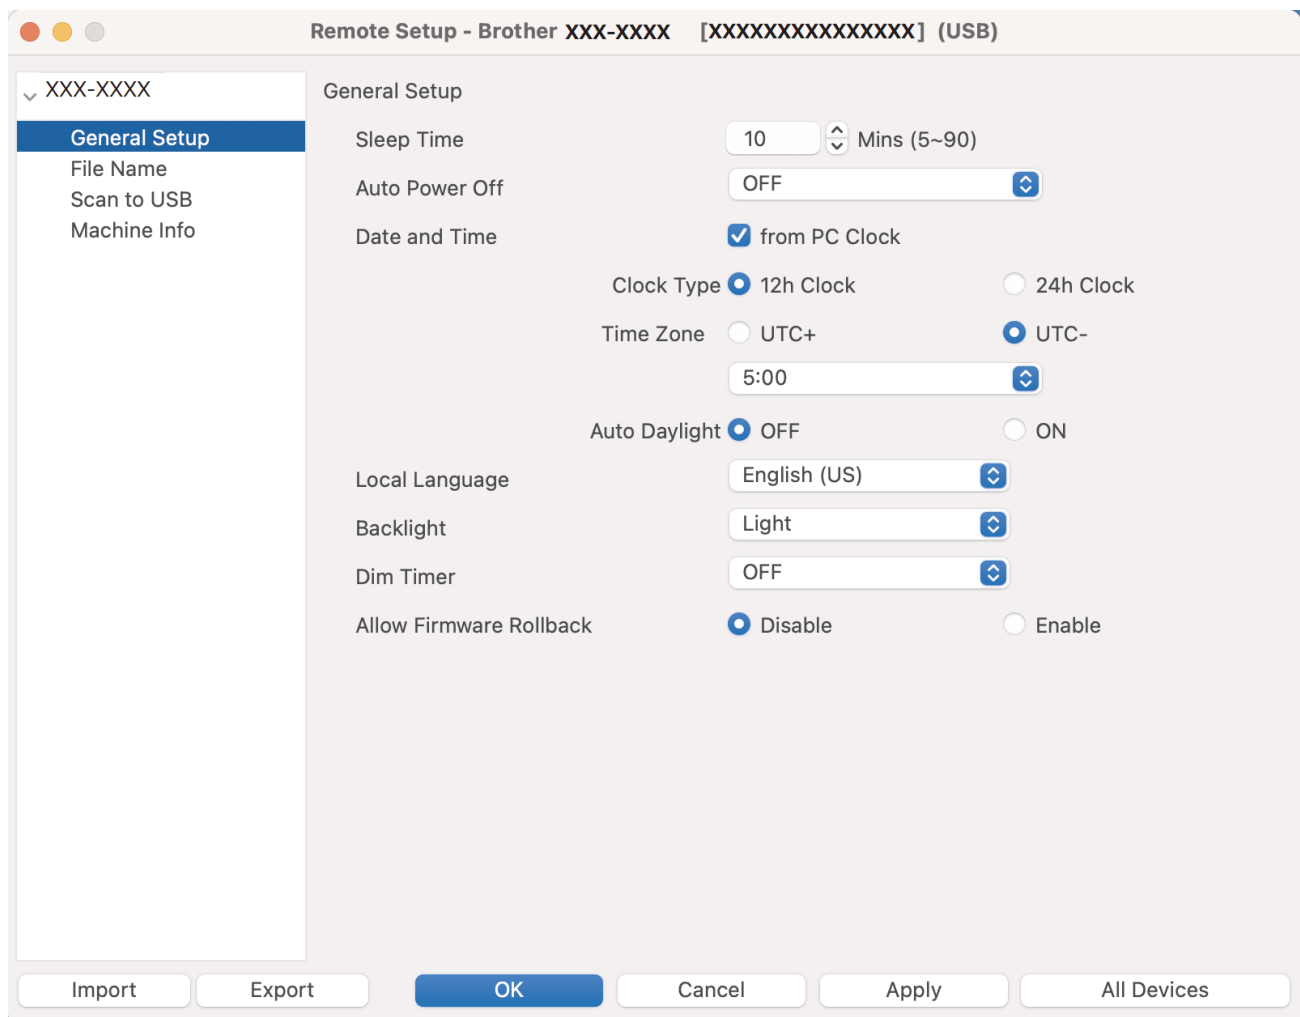 Remote Setup - Brother XXX-XXXX [XXXXXXXXXXXXXXX] (USB)
XXX-XXXX
General Setup
File Name
Scan to USB
Machine Info
General Setup
Sleep Time 10 Mins (5~90)
Auto Power Off OFF
Date and Time from PC Clock
Clock Type 12h Clock 24h Clock
Time Zone UTC+ UTC-
5:00
Auto Daylight OFF ON
Local Language English (US)
Backlight Light
Dim Timer OFF
Allow Firmware Rollback Disable Enable
Import Export OK Cancel Apply All Devices